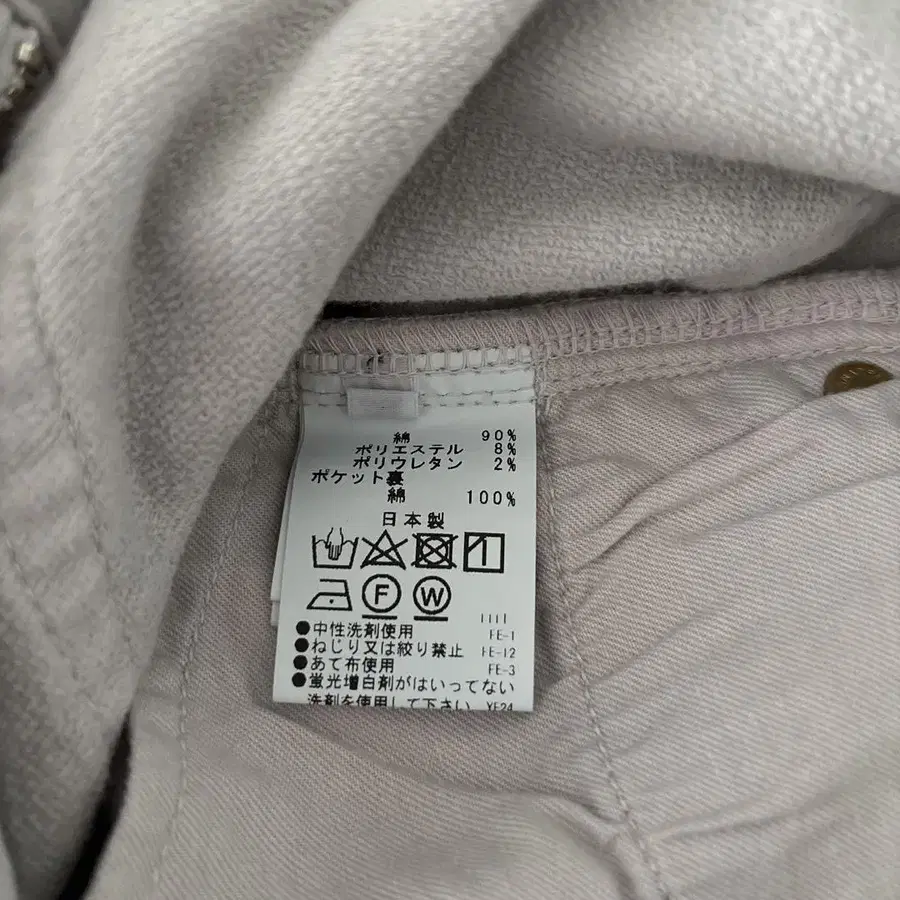 綿 90%
ポリエステル 8%
ポリウレタン 2%
ポケット裏
綿 100%
日本製
F W
1111
●中性洗剤使用 FE-1
●ねじり又は絞り禁止 FE-12
●あて布使用 FE-3
●蛍光増白剤がはいってない
洗剤を使用して下さい YE24